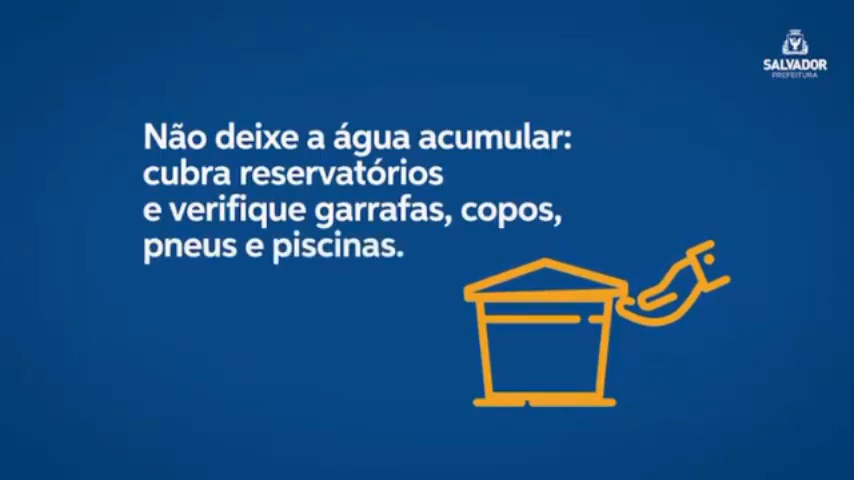 SALVADOR
PREFEITURA
Não deixe a água acumular:
cubra reservatórios
e verifique garrafas, copos,
pneus e piscinas.